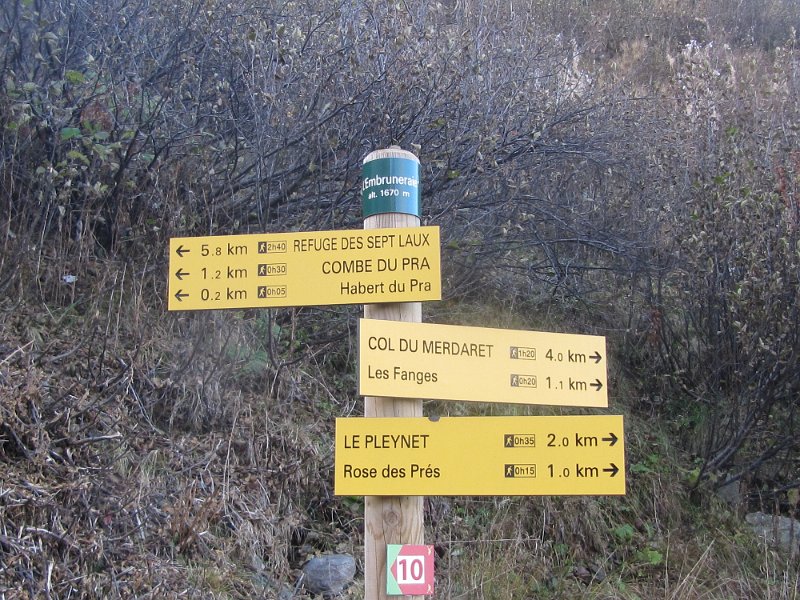 L'Embruneraie
alt. 1670 m
← 5.8 km 2h40 REFUGE DES SEPT LAUX
← 1.2 km 0h30 COMBE DU PRA
← 0.2 km 0h05 Habert du Pra
COL DU MERDARET 1h20 4.0 km →
Les Fanges 0h20 1.1 km →
LE PLEYNET 0h35 2.0 km →
Rose des Prés 0h15 1.0 km →
10